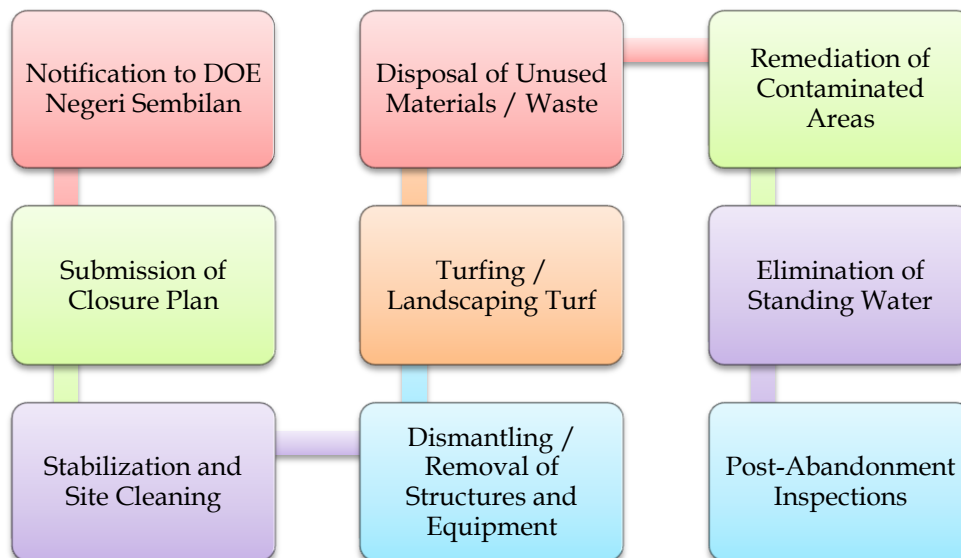 Notification to DOE
Negeri Sembilan
Submission of
Closure Plan
Stabilization and
Site Cleaning
Dismantling /
Removal of
Structures and
Equipment
Turfing /
Landscaping Turf
Disposal of Unused
Materials / Waste
Remediation of
Contaminated
Areas
Elimination of
Standing Water
Post-Abandonment
Inspections